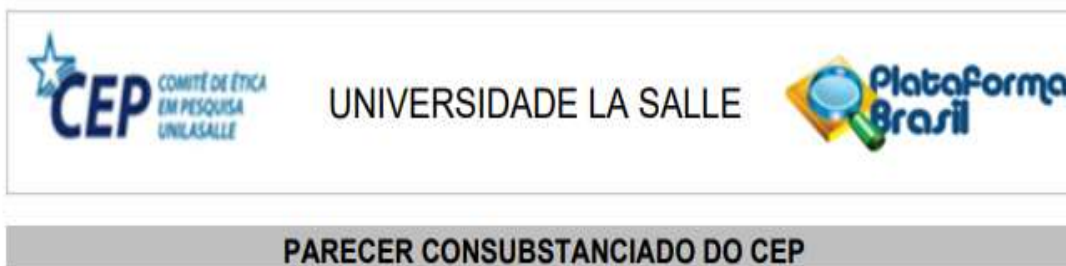 CEP COMITÊ DE ÉTICA
EM PESQUISA
UNILASALLE
UNIVERSIDADE LA SALLE
Plataforma
Brasil
PARECER CONSUBSTANCIADO DO CEP